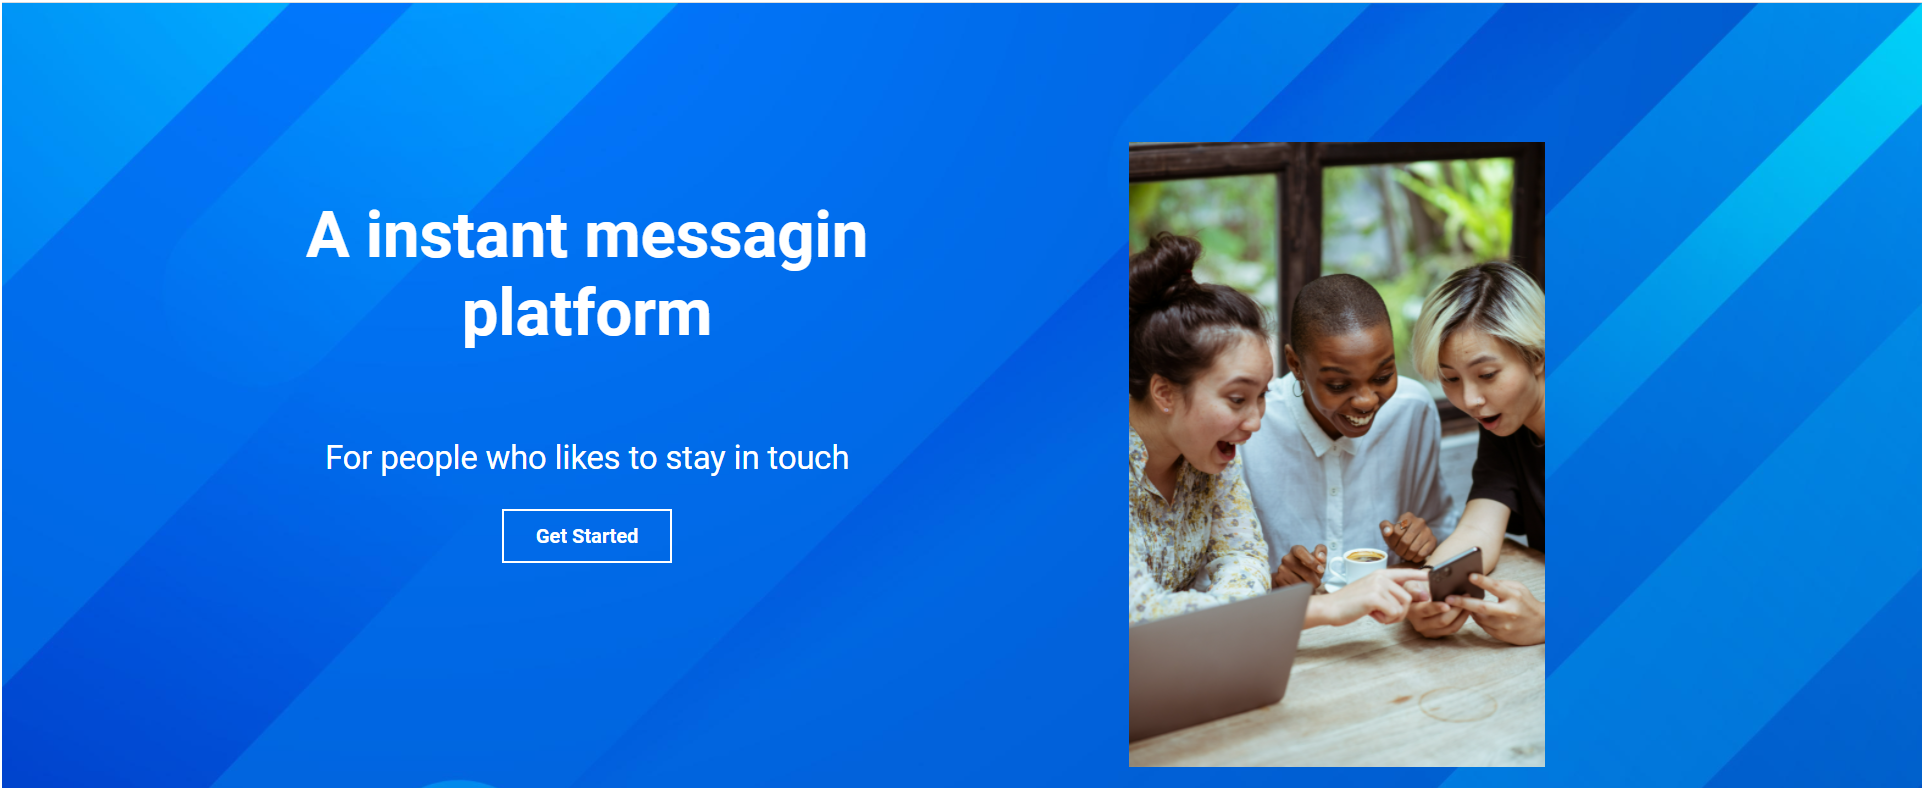 A instant messagin
platform
For people who likes to stay in touch
Get Started